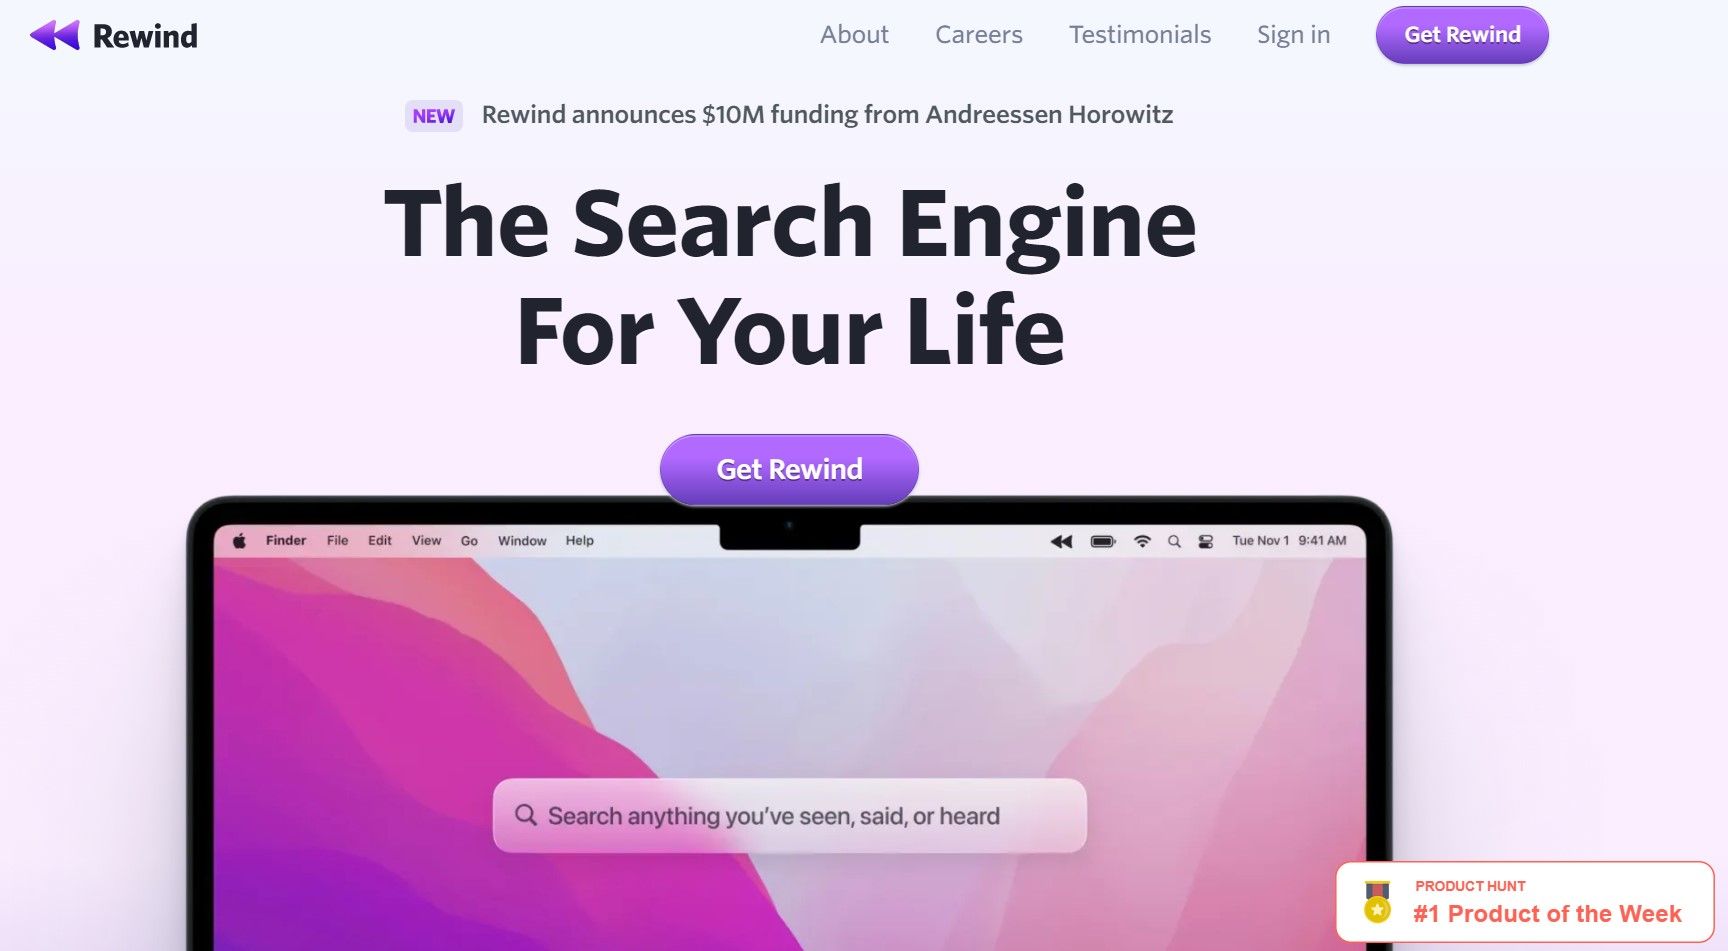 Rewind
About
Careers
Testimonials
Sign in
Get Rewind
NEW
Rewind announces $10M funding from Andreessen Horowitz
The Search Engine
For Your Life
Get Rewind
Finder File Edit View Go Window Help
Tue Nov 1 9:41 AM
Search anything you've seen, said, or heard
PRODUCT HUNT
#1 Product of the Week